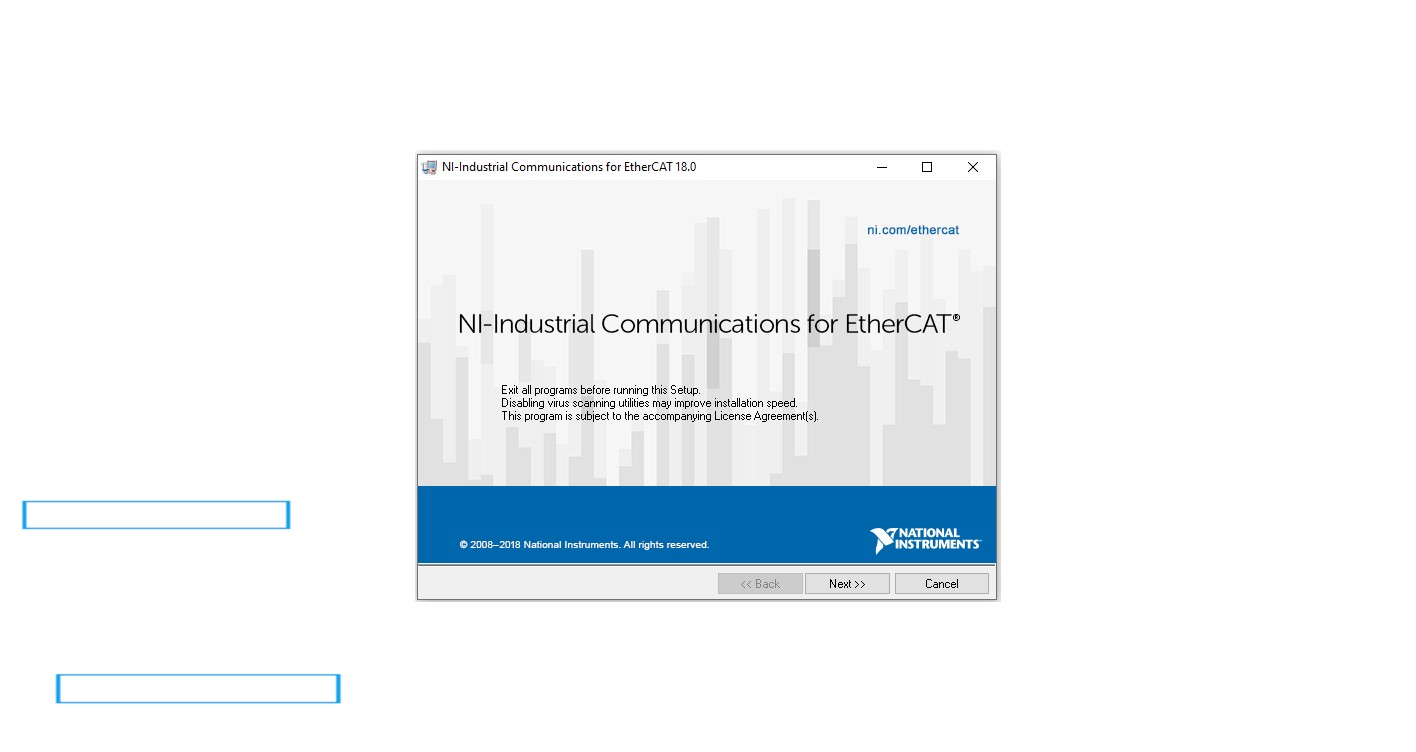 NI-Industrial Communications for EtherCAT 18.0
ni.com/ethercat
NI-Industrial Communications for EtherCAT®
Exit all programs before running this Setup.
Disabling virus scanning utilities may improve installation speed.
This program is subject to the accompanying License Agreement(s).
© 2008–2018 National Instruments. All rights reserved.
NATIONAL
INSTRUMENTS™
<< Back Next >> Cancel